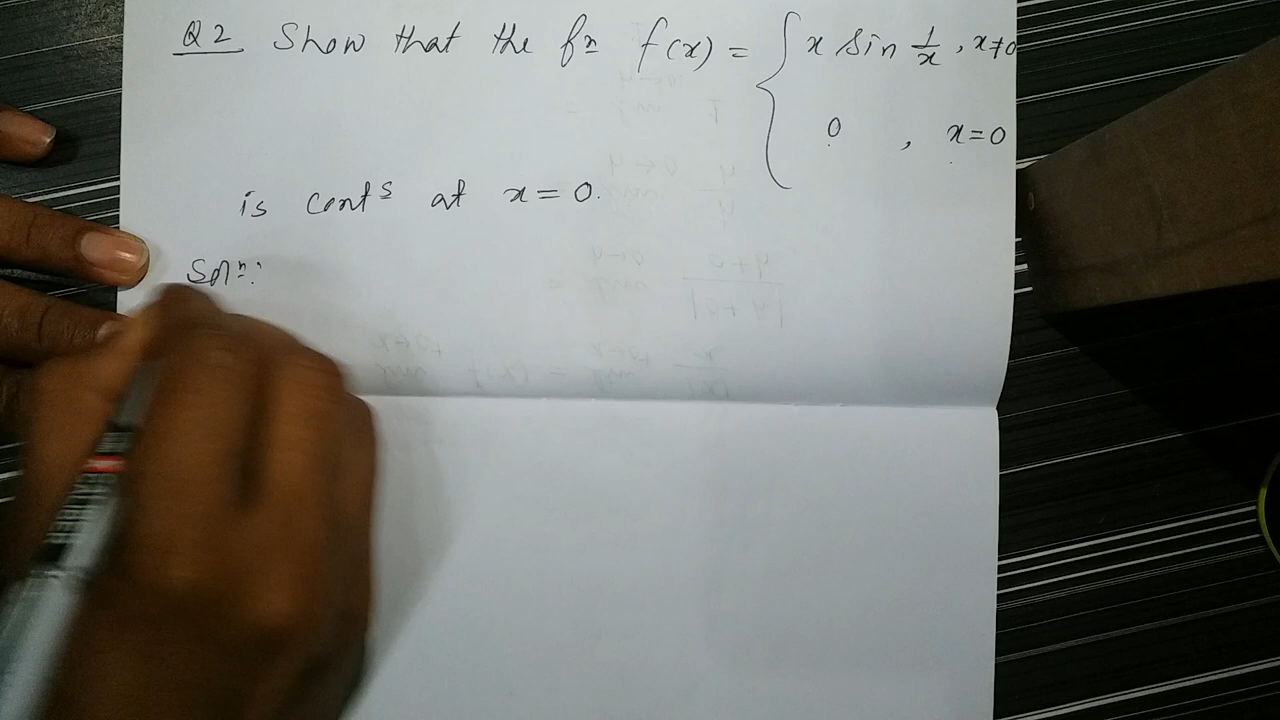 Q2 Show that the fn f(x) = { x sin 1/x, x≠0
0, x=0
is conts at x = 0.
Soln: